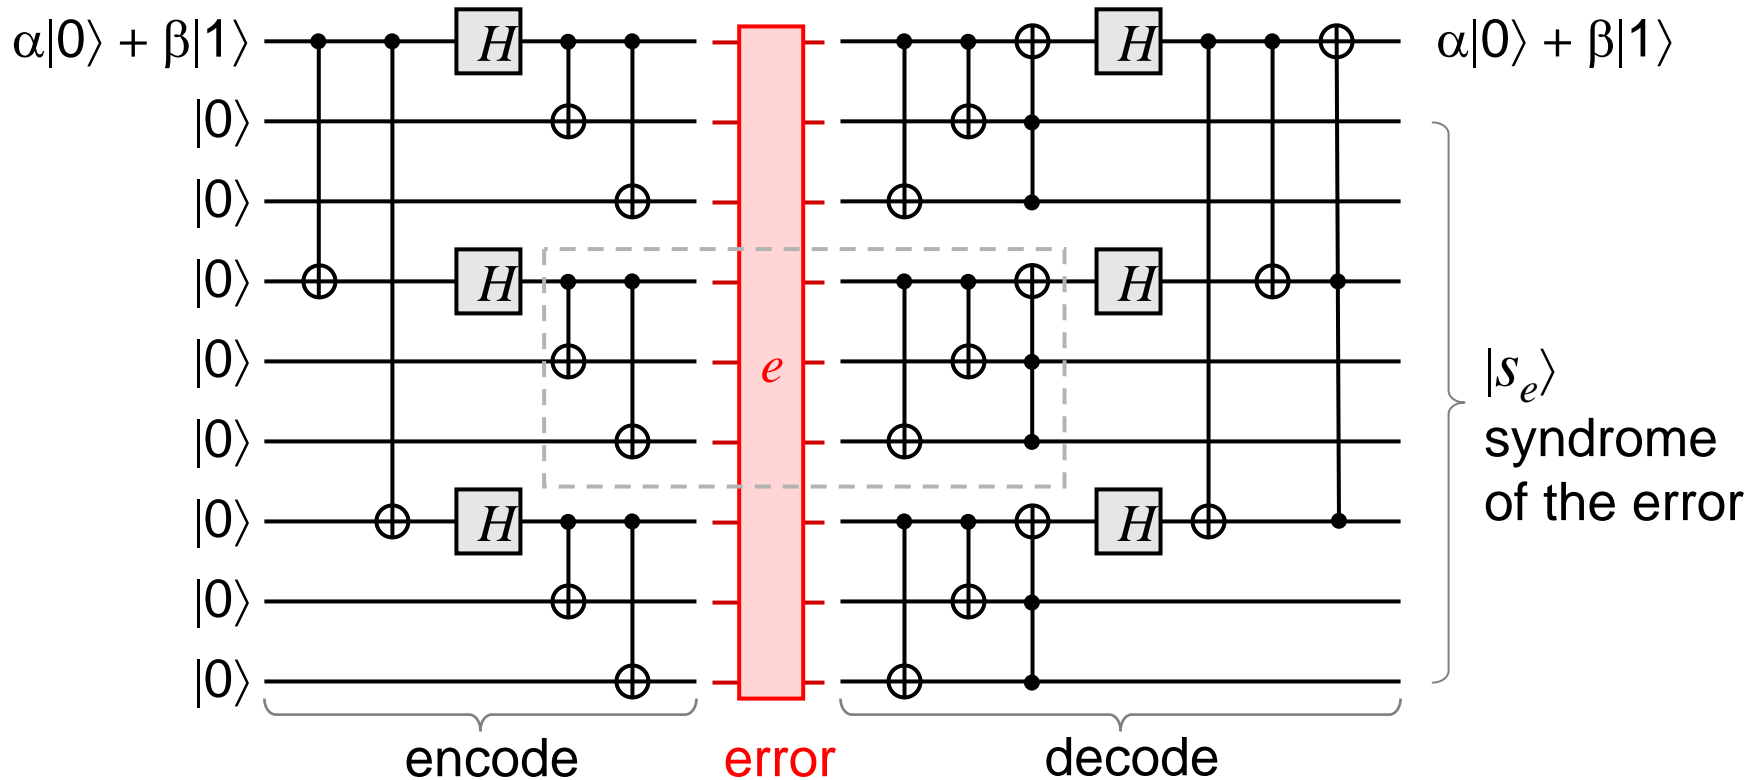 α|0⟩ + β|1⟩ H H α|0⟩ + β|1⟩
|0⟩
|0⟩
|0⟩ H H
|0⟩ e |s_e⟩
|0⟩ syndrome
|0⟩ H H of the error
|0⟩
|0⟩
encode error decode